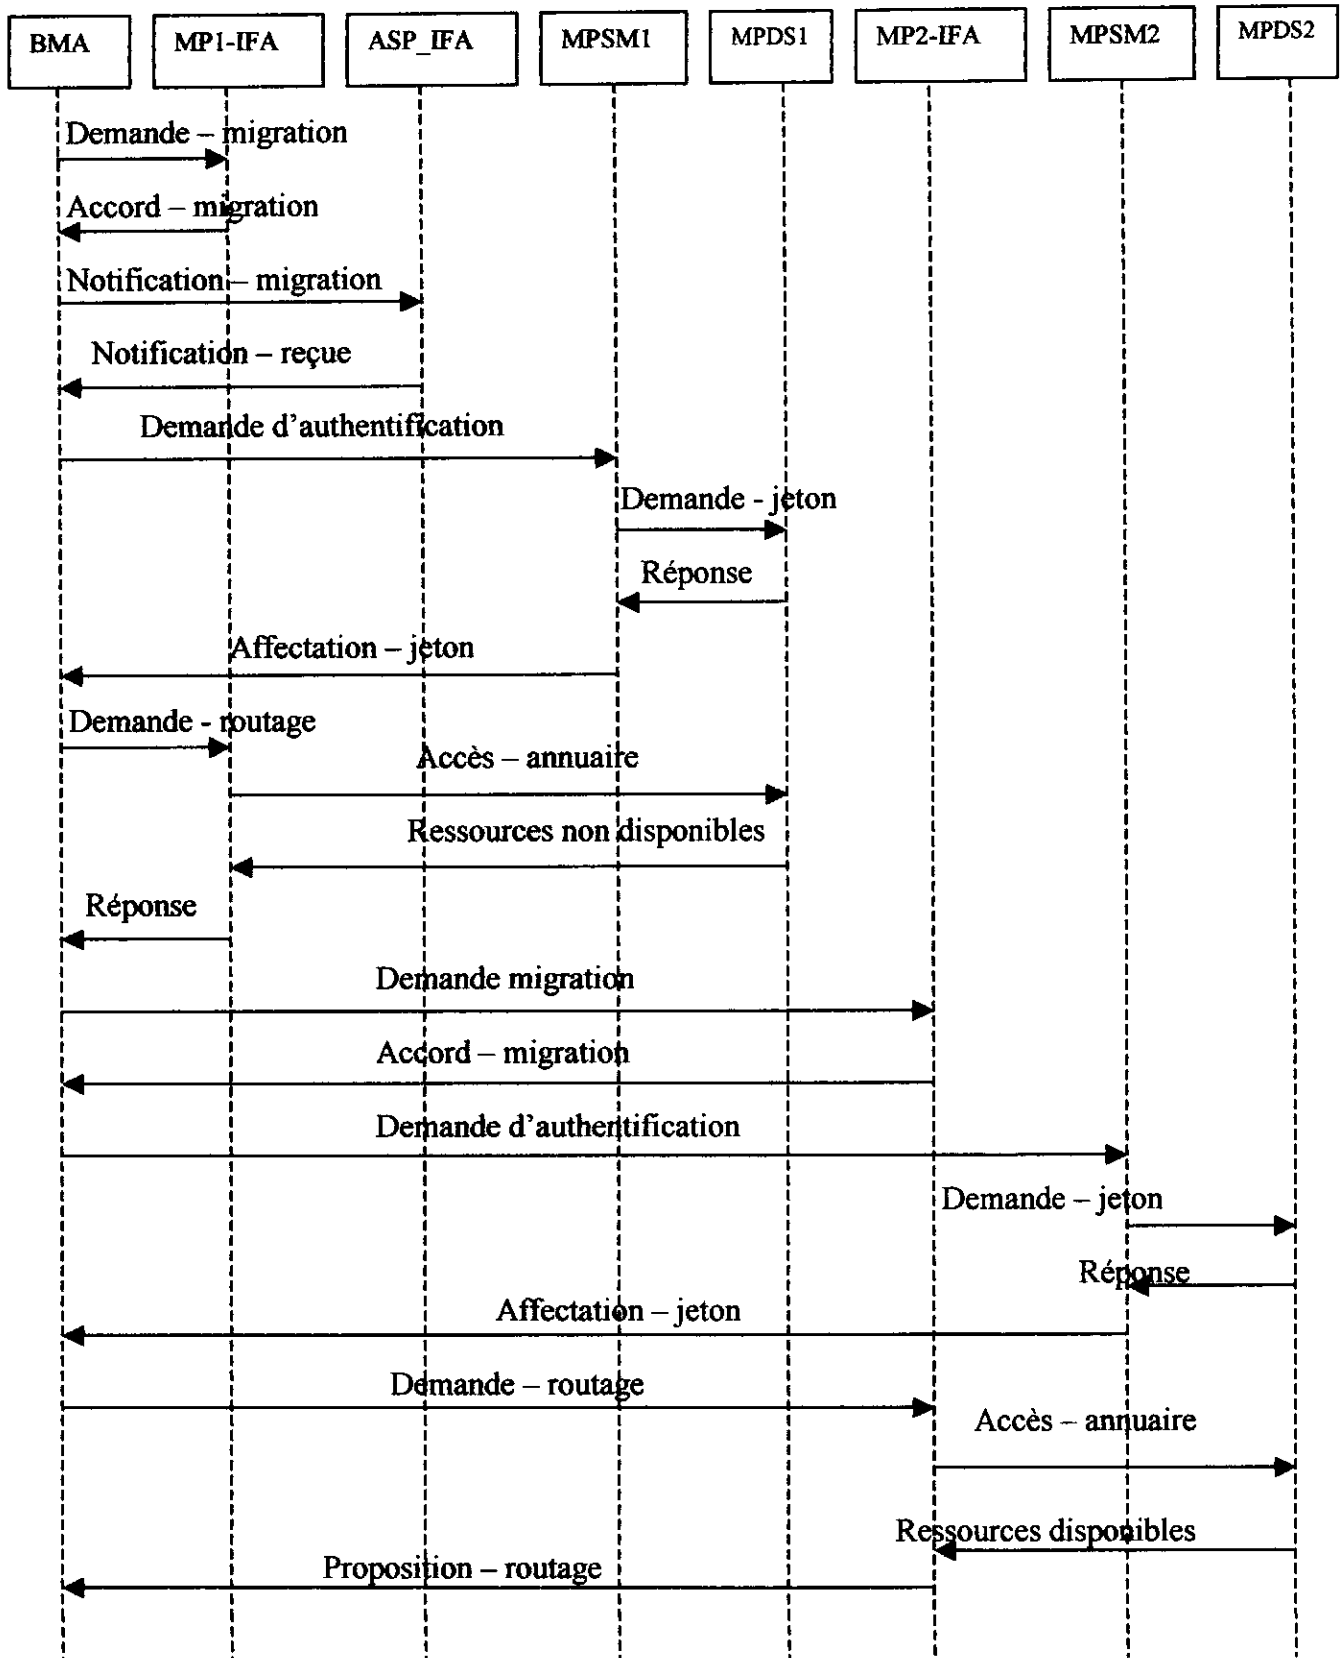 BMA
MP1-IFA
ASP_IFA
MPSM1
MPDS1
MP2-IFA
MPSM2
MPDS2
Demande – migration
Accord – migration
Notification – migration
Notification – reçue
Demande d’authentification
Demande - jeton
Réponse
Affectation – jeton
Demande - routage
Accès – annuaire
Ressources non disponibles
Réponse
Demande migration
Accord – migration
Demande d’authentification
Demande – jeton
Réponse
Affectation – jeton
Demande – routage
Accès – annuaire
Ressources disponibles
Proposition – routage